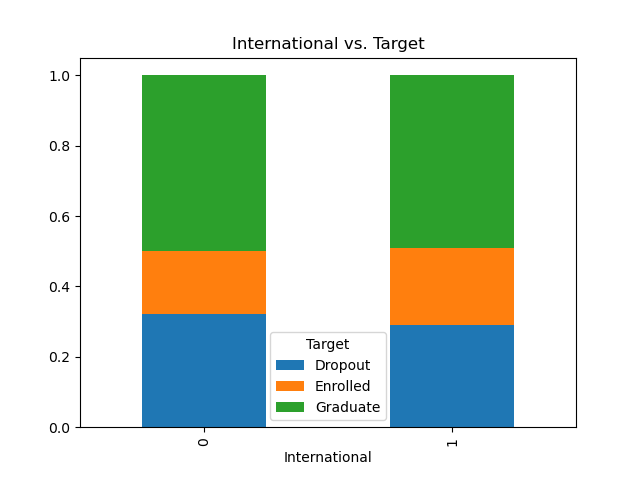 International vs. Target
1.0
0.8
0.6
0.4
0.2
0.0
Target
Dropout
Enrolled
Graduate
0
1
International